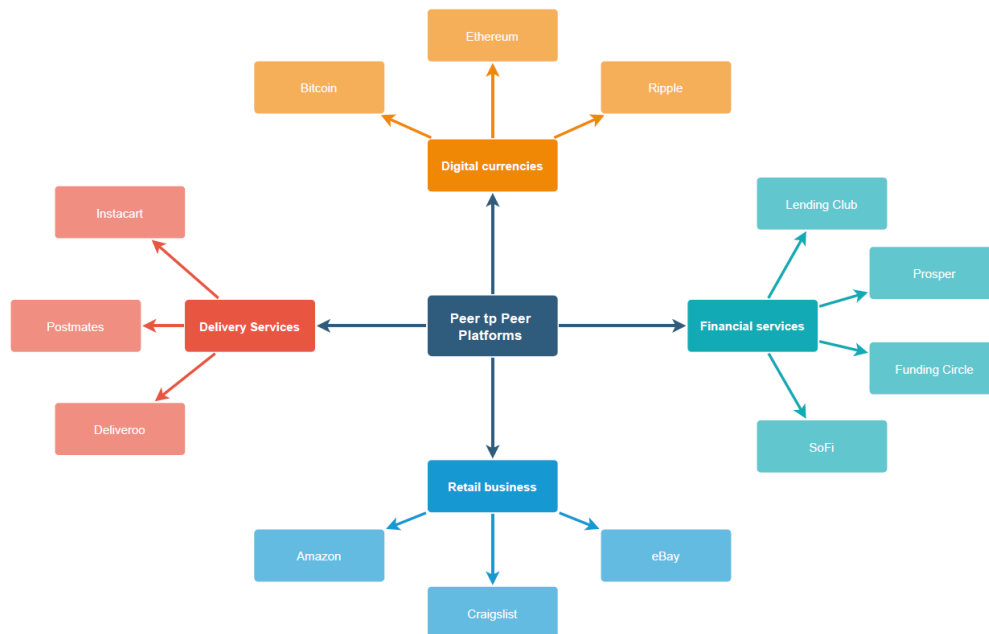 Ethereum
Bitcoin
Ripple
Digital currencies
Instacart
Lending Club
Prosper
Postmates
Delivery Services
Peer tp Peer
Platforms
Financial services
Funding Circle
Deliveroo
SoFi
Retail business
Amazon
eBay
Craigslist